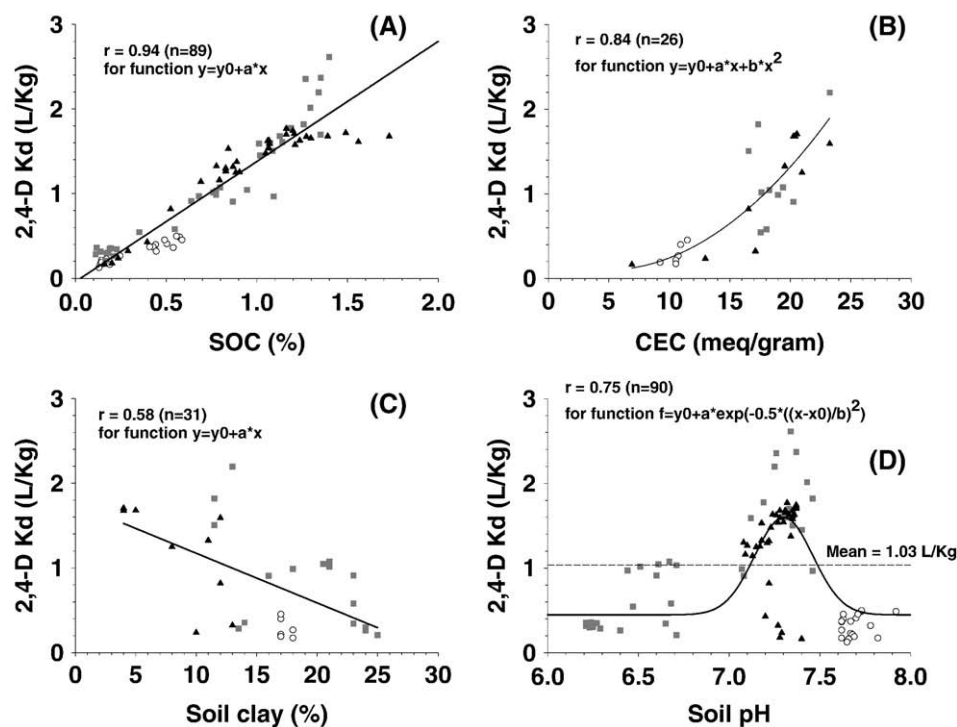 (A)
r = 0.94 (n=89)
for function y=y0+a*x
2,4-D Kd (L/Kg)
3
2
1
0
0.0 0.5 1.0 1.5 2.0
SOC (%)
(B)
r = 0.84 (n=26)
for function y=y0+a*x+b*x2
2,4-D Kd (L/Kg)
3
2
1
0
0 5 10 15 20 25 30
CEC (meq/gram)
(C)
r = 0.58 (n=31)
for function y=y0+a*x
2,4-D Kd (L/Kg)
3
2
1
0
0 5 10 15 20 25 30
Soil clay (%)
r = 0.75 (n=90)
for function f=y0+a*exp(-0.5*((x-x0)/b)2)
(D)
2,4-D Kd (L/Kg)
3
2
1
0
Mean = 1.03 L/Kg
6.0 6.5 7.0 7.5 8.0
Soil pH